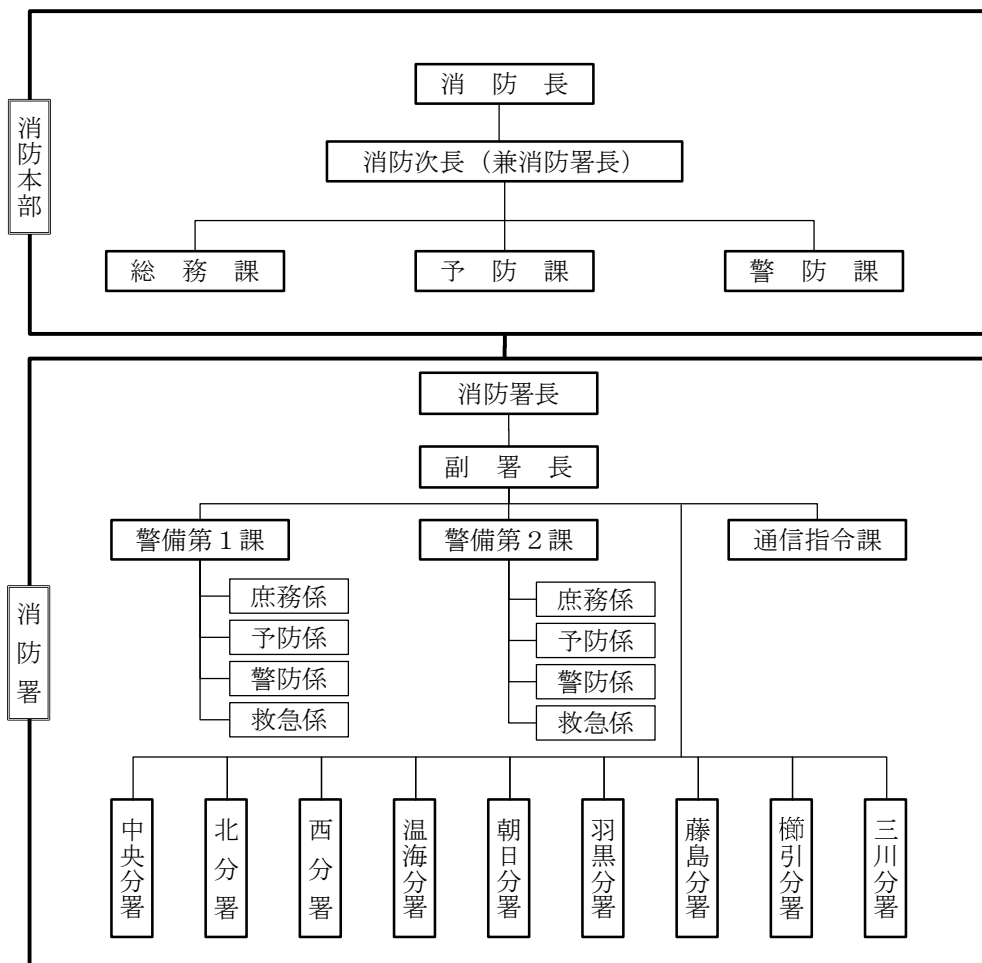 消防本部
消　防　長
消防次長（兼消防署長）
総　務　課
予　防　課
警　防　課
消防署
消防署長
副　署　長
警備第１課
警備第２課
通信指令課
庶務係
予防係
警防係
救急係
庶務係
予防係
警防係
救急係
中央分署
北分署
西分署
温海分署
朝日分署
羽黒分署
藤島分署
櫛引分署
三川分署